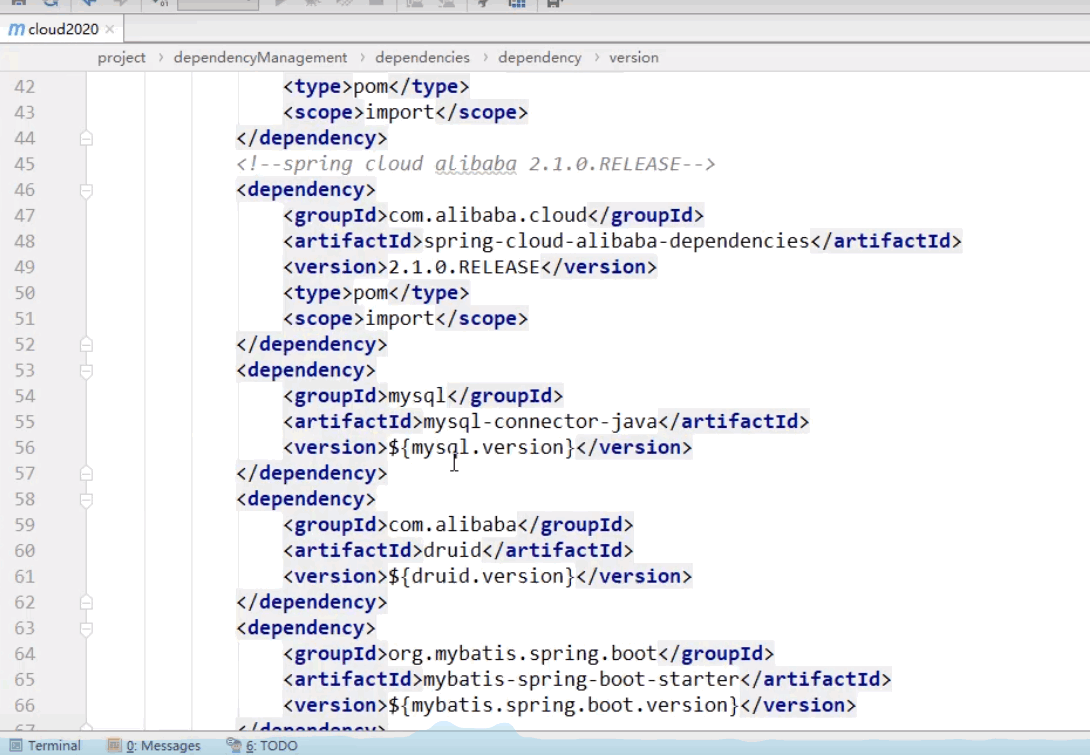 cloud2020
project dependencyManagement dependencies dependency version
42 <type>pom</type>
43 <scope>import</scope>
44 </dependency>
45 <!--spring cloud alibaba 2.1.0.RELEASE-->
46 <dependency>
47 <groupId>com.alibaba.cloud</groupId>
48 <artifactId>spring-cloud-alibaba-dependencies</artifactId>
49 <version>2.1.0.RELEASE</version>
50 <type>pom</type>
51 <scope>import</scope>
52 </dependency>
53 <dependency>
54 <groupId>mysql</groupId>
55 <artifactId>mysql-connector-java</artifactId>
56 <version>${mysql.version}</version>
57 </dependency>
58 <dependency>
59 <groupId>com.alibaba</groupId>
60 <artifactId>druid</artifactId>
61 <version>${druid.version}</version>
62 </dependency>
63 <dependency>
64 <groupId>org.mybatis.spring.boot</groupId>
65 <artifactId>mybatis-spring-boot-starter</artifactId>
66 <version>${mybatis.spring.boot.version}</version>
67 </dependency>
Terminal 0: Messages 6: TODO